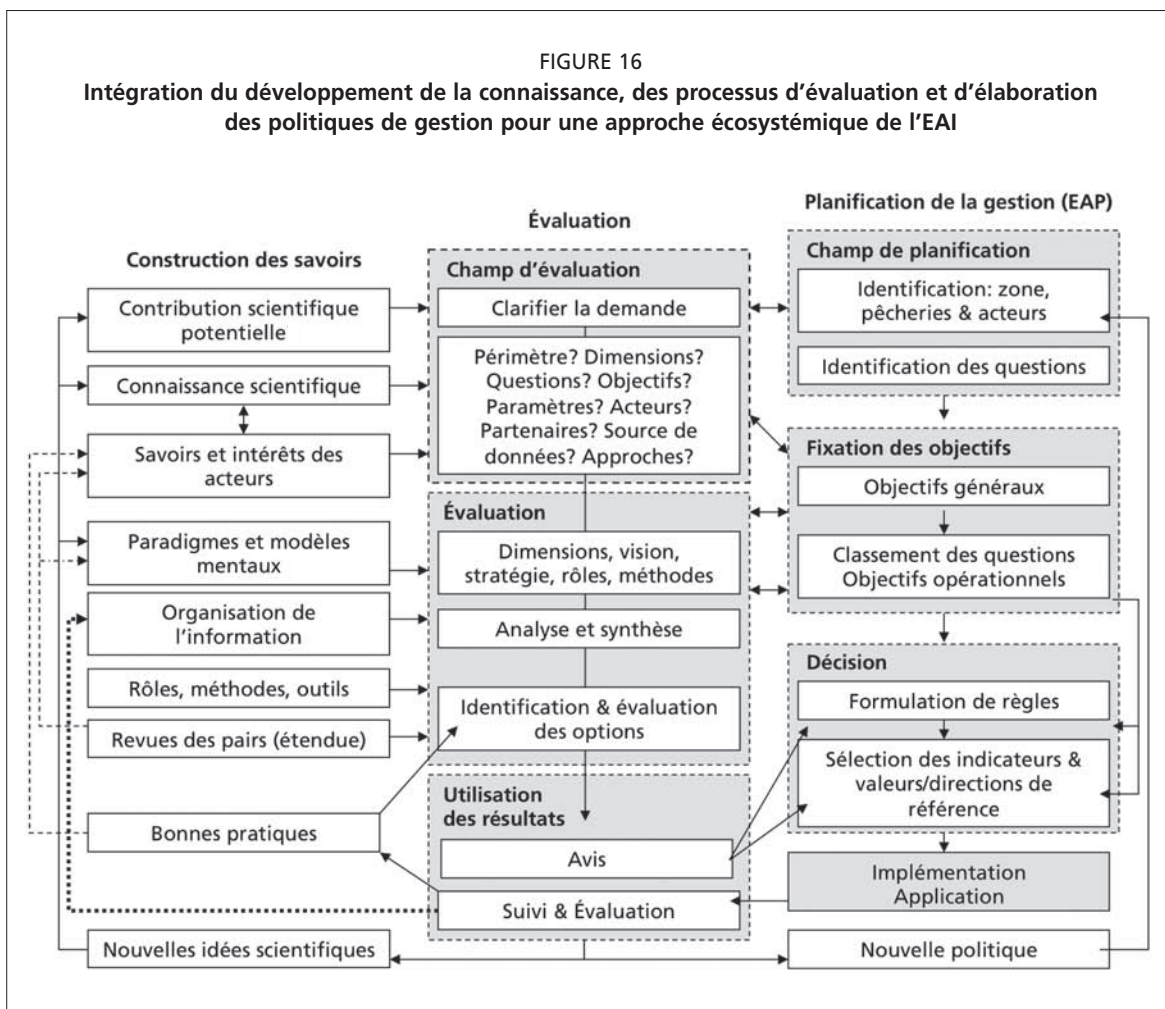 FIGURE 16
Intégration du développement de la connaissance, des processus d'évaluation et d'élaboration
des politiques de gestion pour une approche écosystémique de l'EAI
Construction des savoirs
Contribution scientifique
potentielle
Connaissance scientifique
Savoirs et intérêts des
acteurs
Paradigmes et modèles
mentaux
Organisation de
l'information
Rôles, méthodes, outils
Revues des pairs (étendue)
Bonnes pratiques
Nouvelles idées scientifiques
Évaluation
Champ d'évaluation
Clarifier la demande
Périmètre? Dimensions?
Questions? Objectifs?
Paramètres? Acteurs?
Partenaires? Source de
données? Approches?
Évaluation
Dimensions, vision,
stratégie, rôles, méthodes
Analyse et synthèse
Identification & évaluation
des options
Utilisation
des résultats
Avis
Suivi & Évaluation
Planification de la gestion (EAP)
Champ de planification
Identification: zone,
pêcheries & acteurs
Identification des questions
Fixation des objectifs
Objectifs généraux
Classement des questions
Objectifs opérationnels
Décision
Formulation de règles
Sélection des indicateurs &
valeurs/directions de
référence
Implémentation
Application
Nouvelle politique